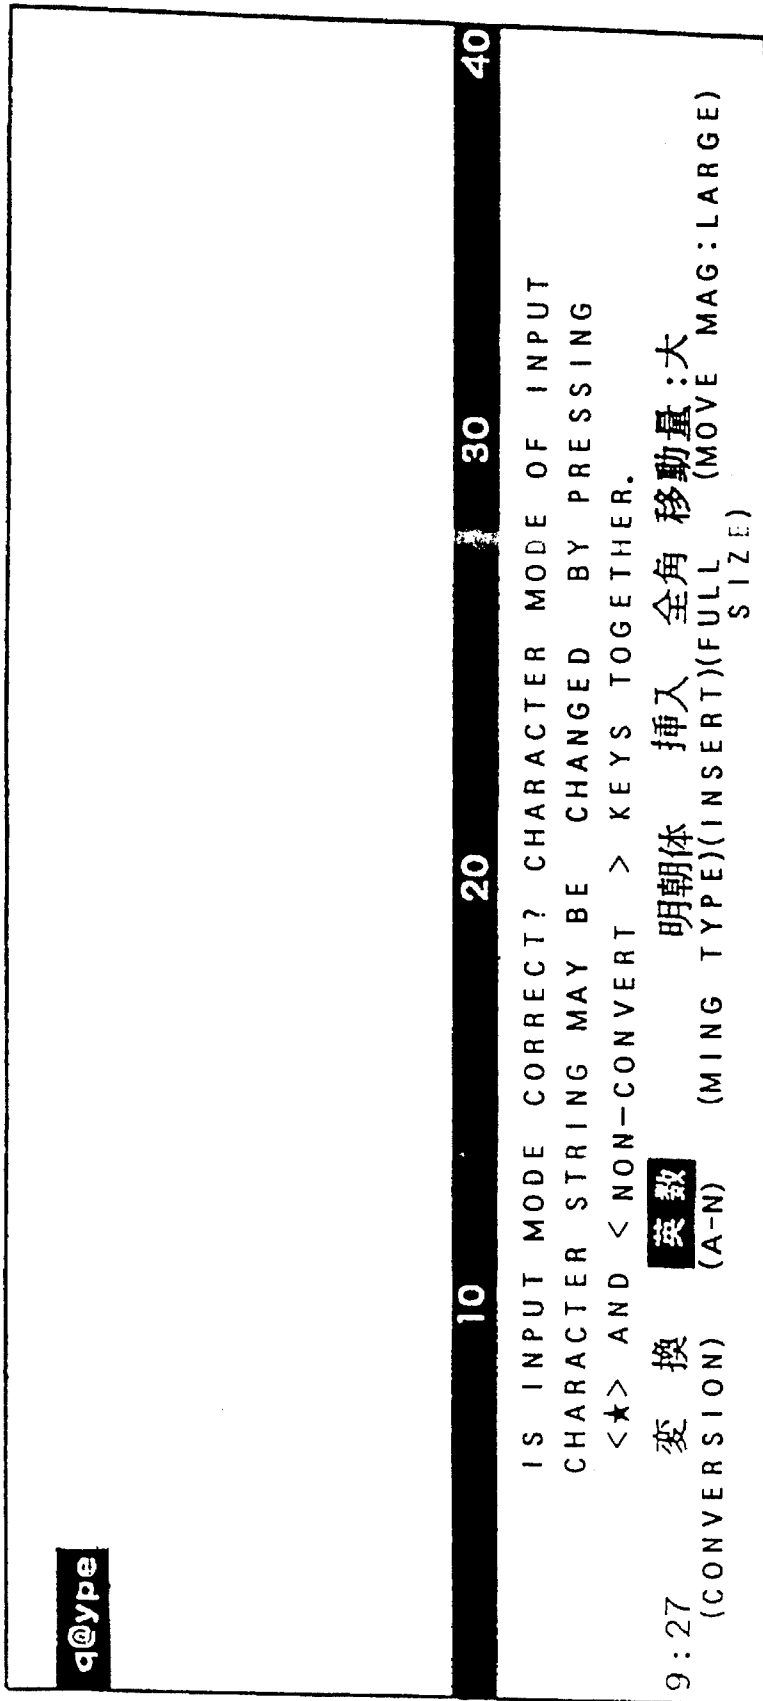 q@ype
10 20 30 40
IS INPUT MODE CORRECT? CHARACTER MODE OF INPUT
CHARACTER STRING MAY BE CHANGED BY PRESSING
<★> AND < NON-CONVERT > KEYS TOGETHER.
9:27 変 換 英数 明朝体 挿入 全角 移動量:大
(CONVERSION) (A-N) (MING TYPE)(INSERT)(FULL (MOVE MAG:LARGE)
SIZE)